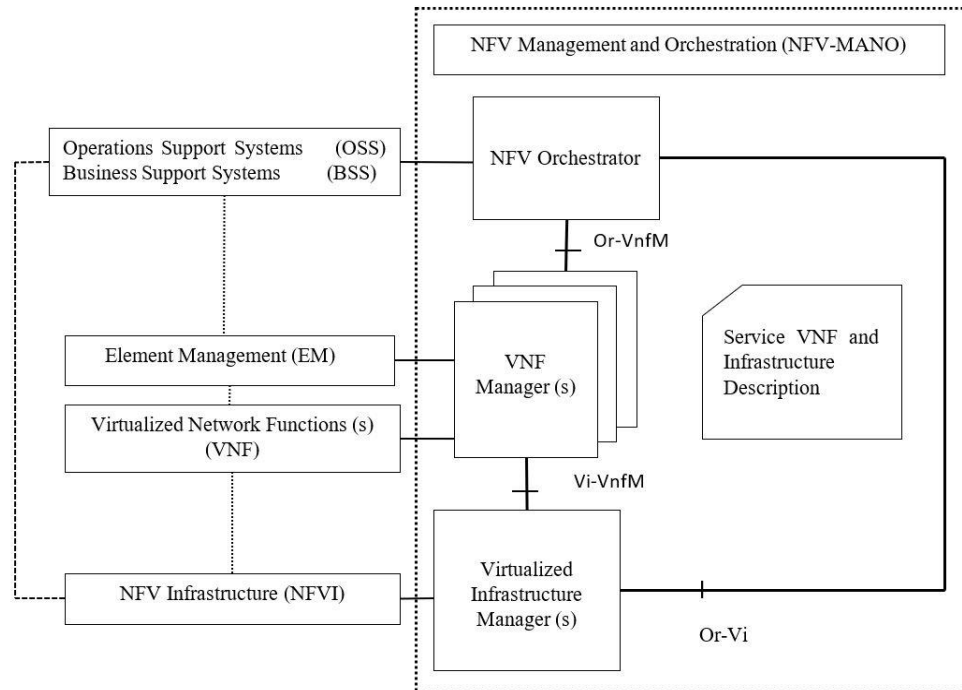 NFV Management and Orchestration (NFV-MANO)
Operations Support Systems (OSS)
Business Support Systems (BSS)
NFV Orchestrator
Or-VnfM
Element Management (EM)
VNF
Manager (s)
Service VNF and
Infrastructure
Description
Virtualized Network Functions (s)
(VNF)
Vi-VnfM
NFV Infrastructure (NFVI)
Virtualized
Infrastructure
Manager (s)
Or-Vi